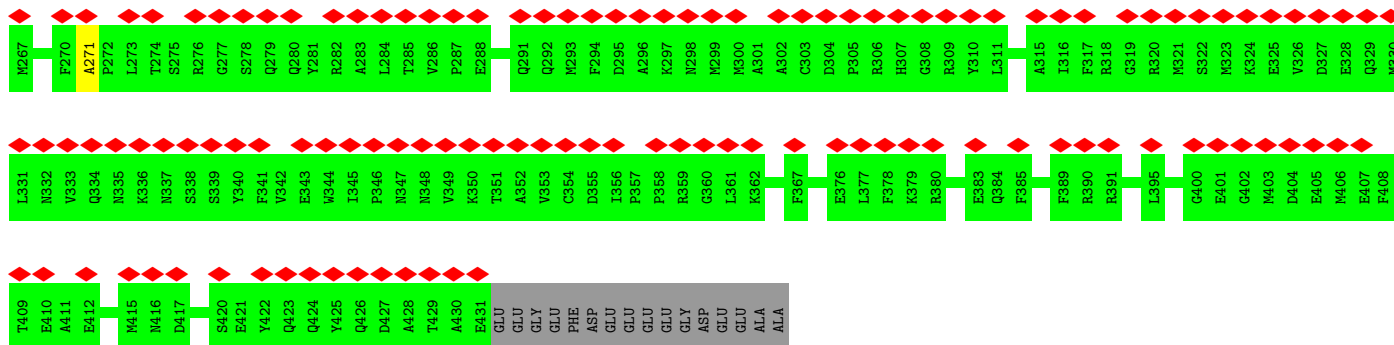 M267 F270 A271 P272 L273 T274 S275 R276 G277 S278 Q279 Q280 Y281 R282 A283 L284 T285 V286 P287 E288 Q291 Q292 M293 F294 D295 A296 K297 N298 M299 M300 A301 A302 C303 D304 P305 R306 H307 G308 R309 Y310 L311 A315 I316 F317 R318 G319 R320 M321 S322 M323 K324 E325 V326 D327 E328 Q329 M330
L331 N332 V333 Q334 N335 K336 N337 S338 S339 Y340 F341 V342 E343 W344 I345 P346 N347 N348 V349 K350 T351 A352 V353 C354 D355 I356 P357 P358 R359 G360 L361 K362 F367 E376 L377 F378 K379 R380 E383 Q384 F385 F389 R390 R391 L395 G400 E401 G402 M403 D404 E405 M406 E407 F408
T409 E410 A411 E412 M415 N416 D417 S420 E421 Y422 Q423 Q424 Y425 Q426 D427 A428 T429 A430 E431 GLU GLU GLY GLU PHE ASP GLU GLU GLU GLU GLY ASP GLU GLU ALA ALA